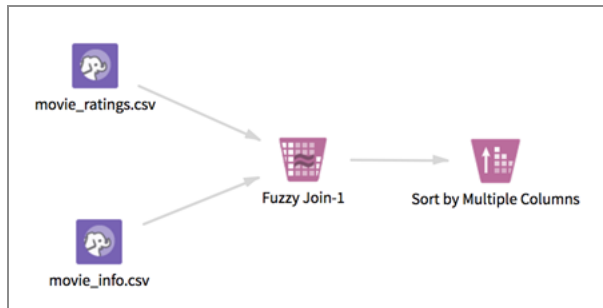 movie_ratings.csv
Fuzzy Join-1
Sort by Multiple Columns
movie_info.csv